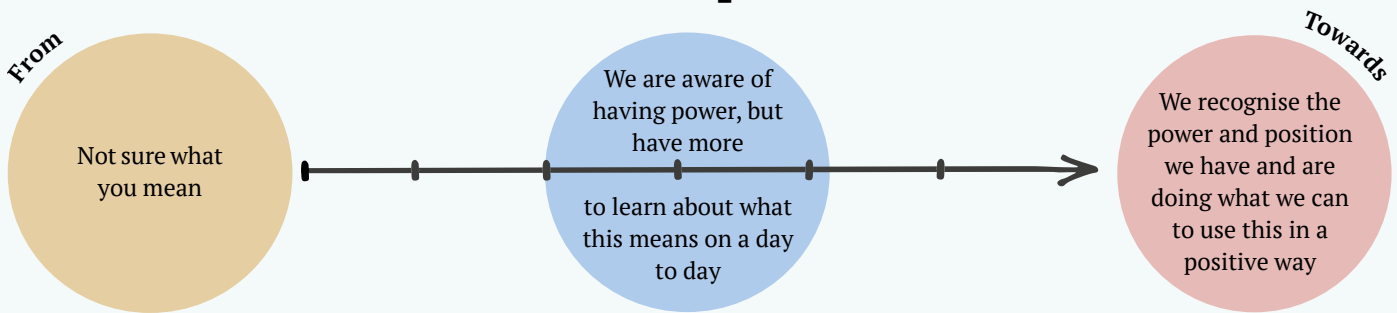 From
Not sure what
you mean
We are aware of
having power, but
have more
to learn about what
this means on a day
to day
Towards
We recognise the
power and position
we have and are
doing what we can
to use this in a
positive way